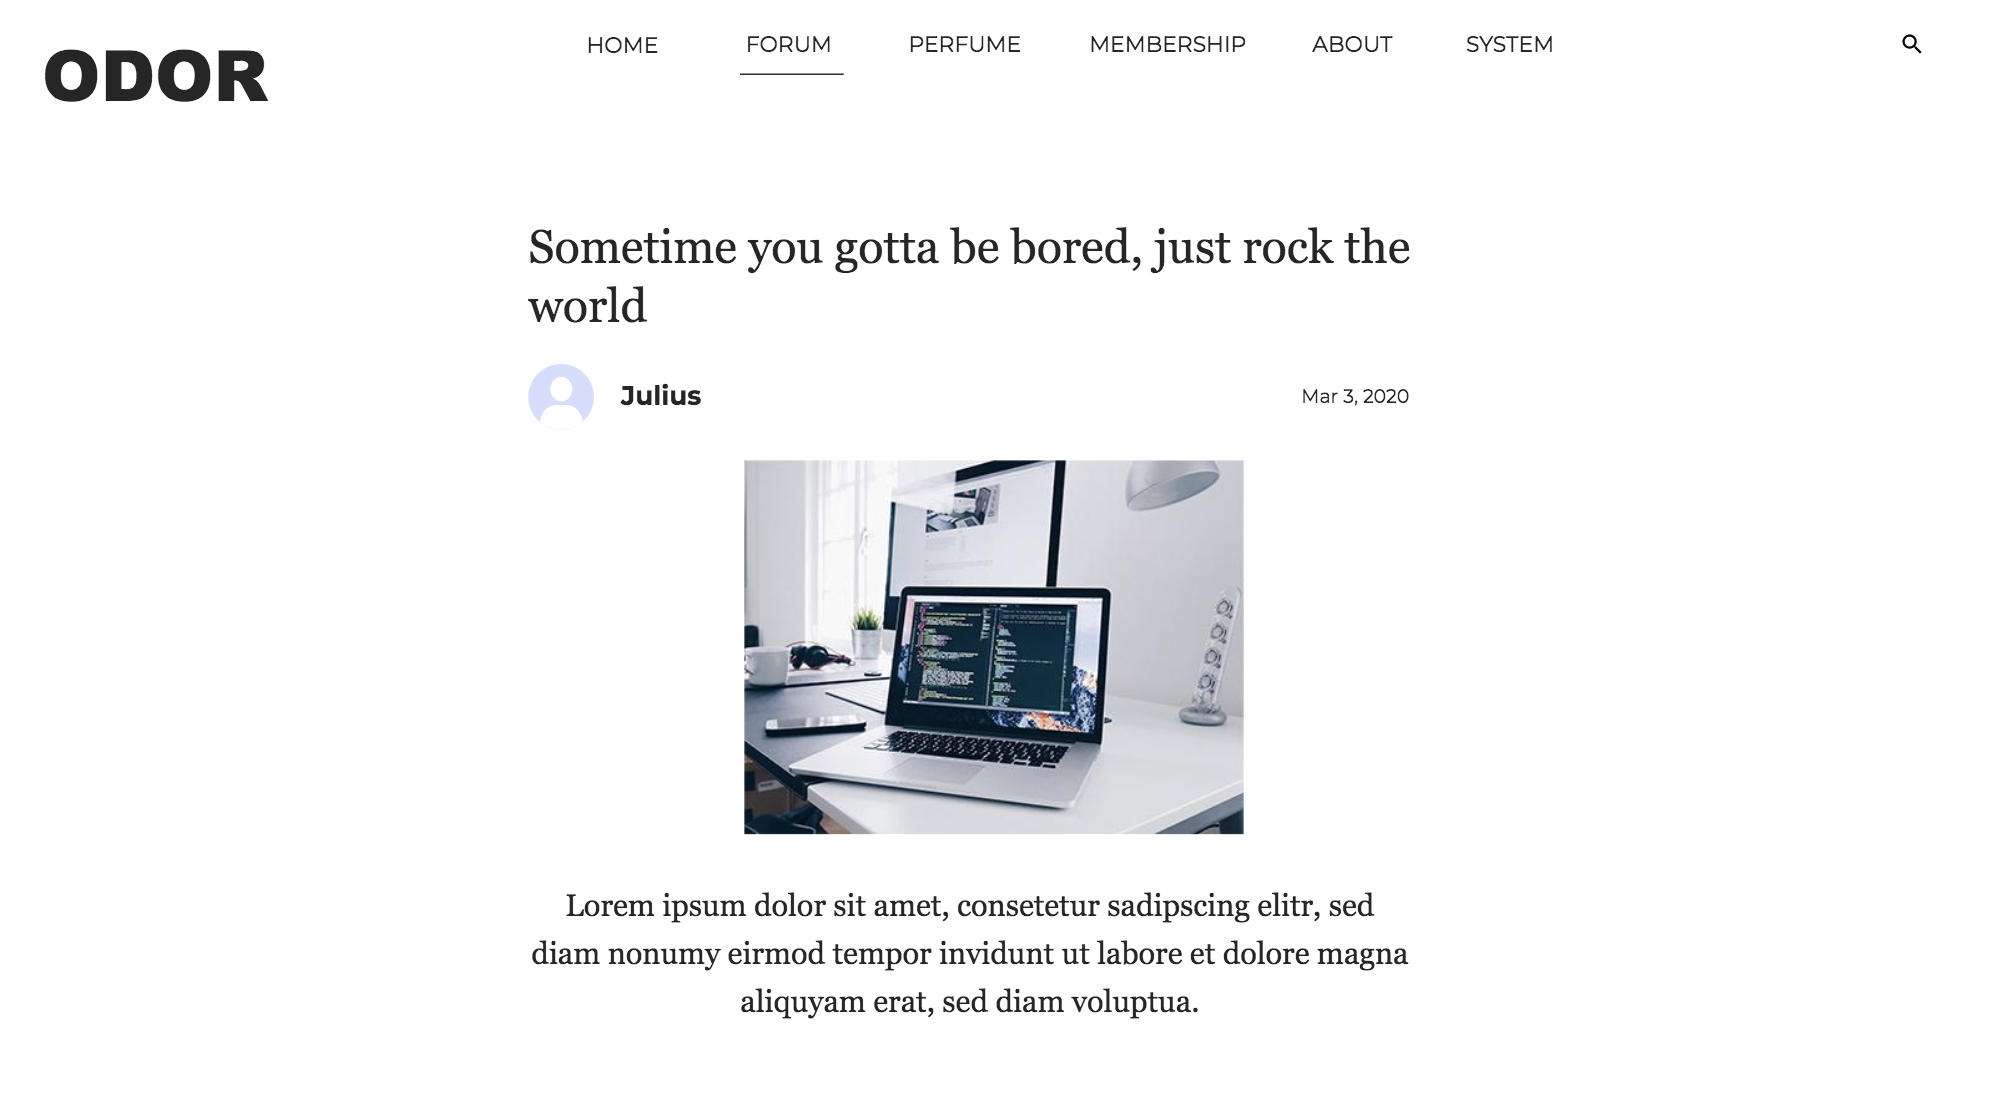 ODOR
HOME
FORUM
PERFUME
MEMBERSHIP
ABOUT
SYSTEM
Sometime you gotta be bored, just rock the
world
Julius
Mar 3, 2020
Lorem ipsum dolor sit amet, consetetur sadipscing elitr, sed
diam nonumy eirmod tempor invidunt ut labore et dolore magna
aliquyam erat, sed diam voluptua.